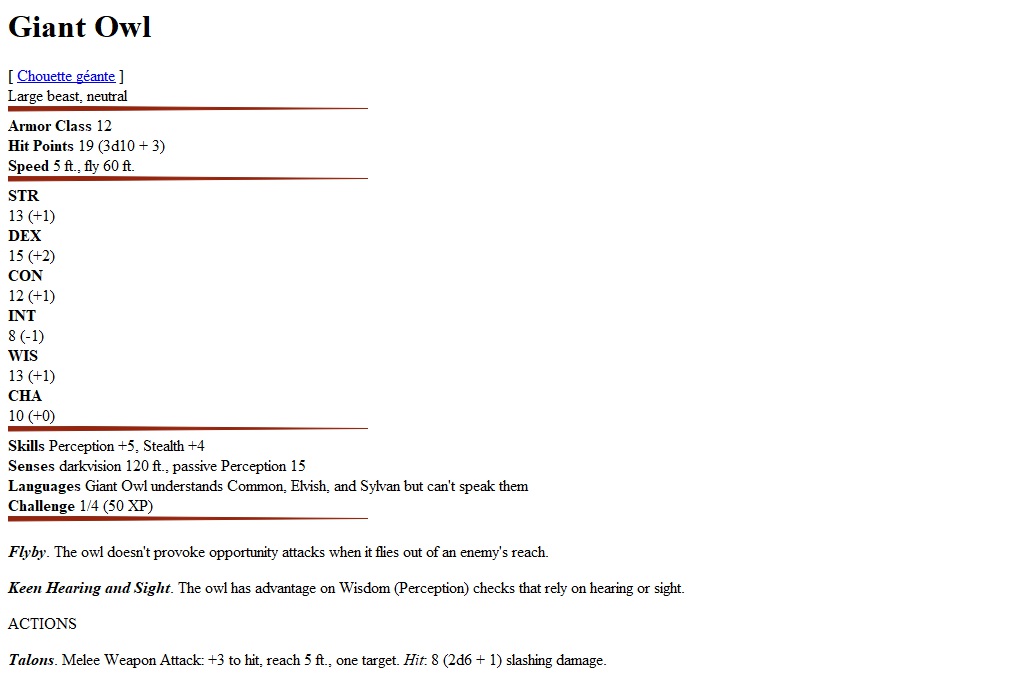 Giant Owl
[ Chouette géante ]
Large beast, neutral
Armor Class 12
Hit Points 19 (3d10 + 3)
Speed 5 ft., fly 60 ft.
STR
13 (+1)
DEX
15 (+2)
CON
12 (+1)
INT
8 (-1)
WIS
13 (+1)
CHA
10 (+0)
Skills Perception +5, Stealth +4
Senses darkvision 120 ft., passive Perception 15
Languages Giant Owl understands Common, Elvish, and Sylvan but can't speak them
Challenge 1/4 (50 XP)
Flyby. The owl doesn't provoke opportunity attacks when it flies out of an enemy's reach.
Keen Hearing and Sight. The owl has advantage on Wisdom (Perception) checks that rely on hearing or sight.
ACTIONS
Talons. Melee Weapon Attack: +3 to hit, reach 5 ft., one target. Hit: 8 (2d6 + 1) slashing damage.